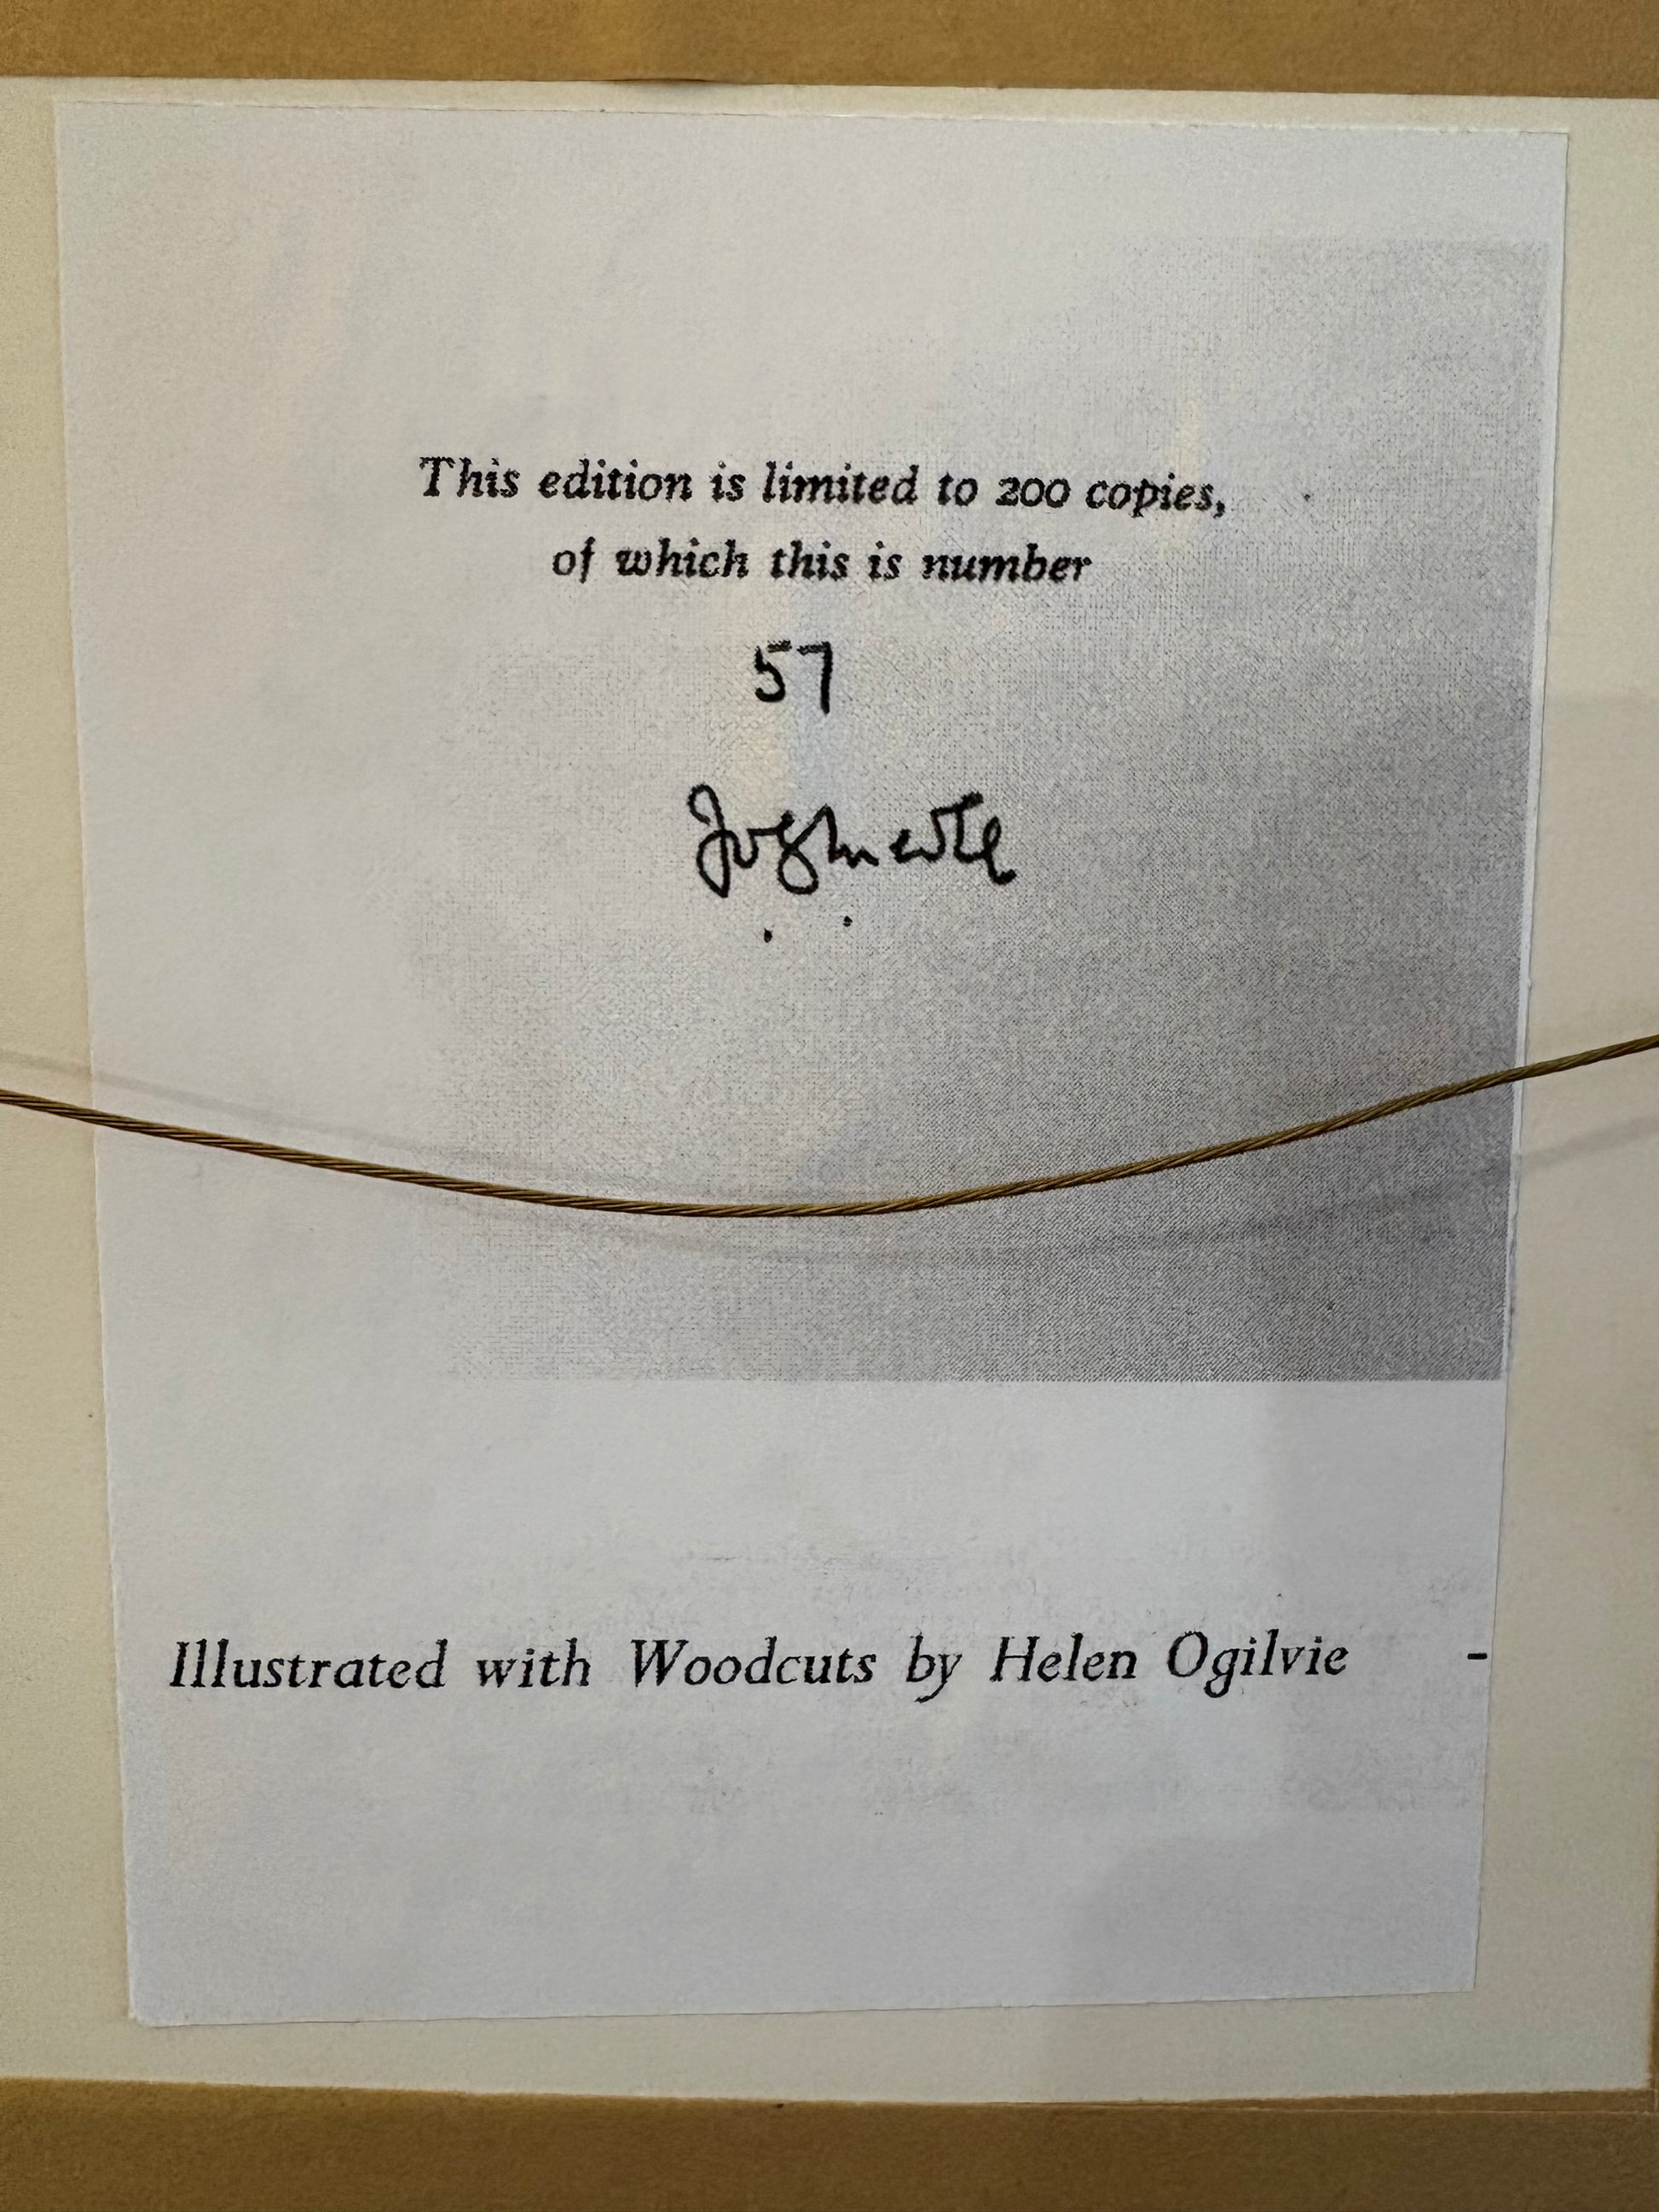 This edition is limited to 200 copies,
of which this is number
57
Illustrated with Woodcuts by Helen Ogilvie -